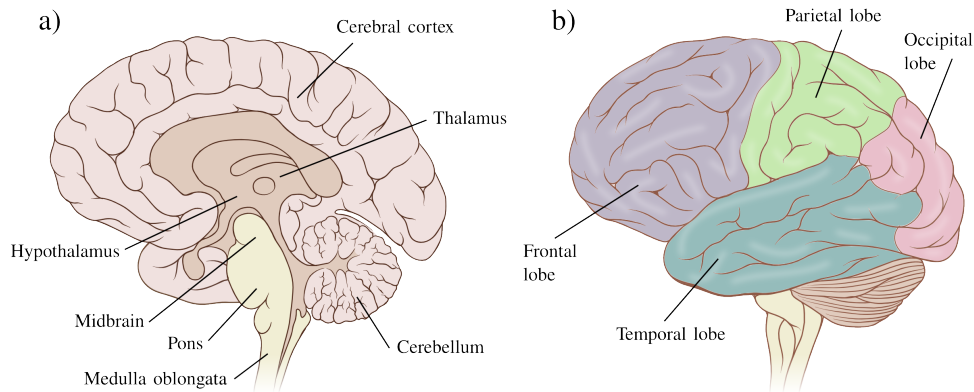 a)
Cerebral cortex
Thalamus
Hypothalamus
Midbrain
Pons
Medulla oblongata
Cerebellum
b)
Parietal lobe
Occipital
lobe
Frontal
lobe
Temporal lobe